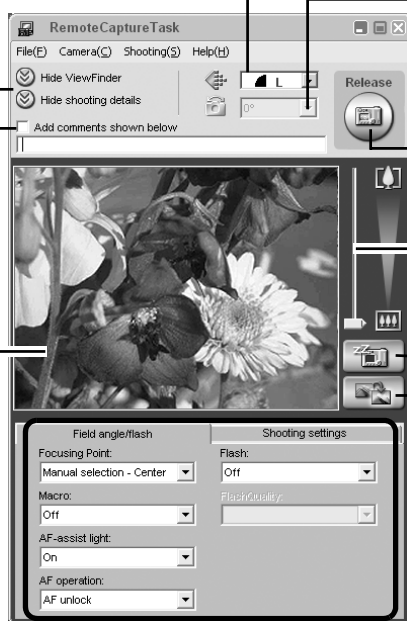 RemoteCaptureTask
File(F) Camera(C) Shooting(S) Help(H)
Hide ViewFinder
Hide shooting details
L
0°
Release
Add comments shown below
Field angle/flash
Shooting settings
Focusing Point:
Flash:
Manual selection - Center
Off
Macro:
FlashQuality:
Off
AF-assist light:
On
AF operation:
AF unlock